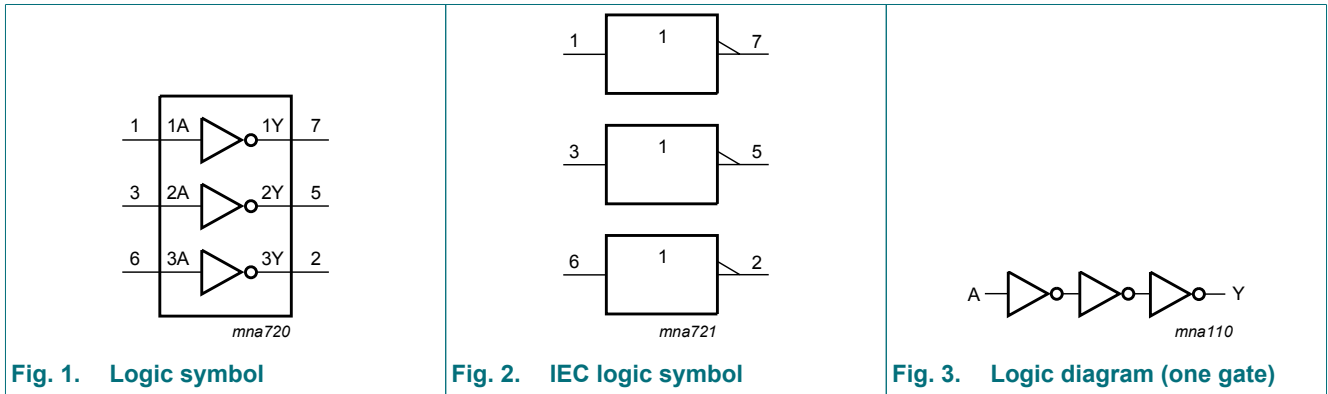 1 1A 1Y 7
3 2A 2Y 5
6 3A 3Y 2
mna720
Fig. 1. Logic symbol
1 1 7
3 1 5
6 1 2
mna721
Fig. 2. IEC logic symbol
A Y
mna110
Fig. 3. Logic diagram (one gate)